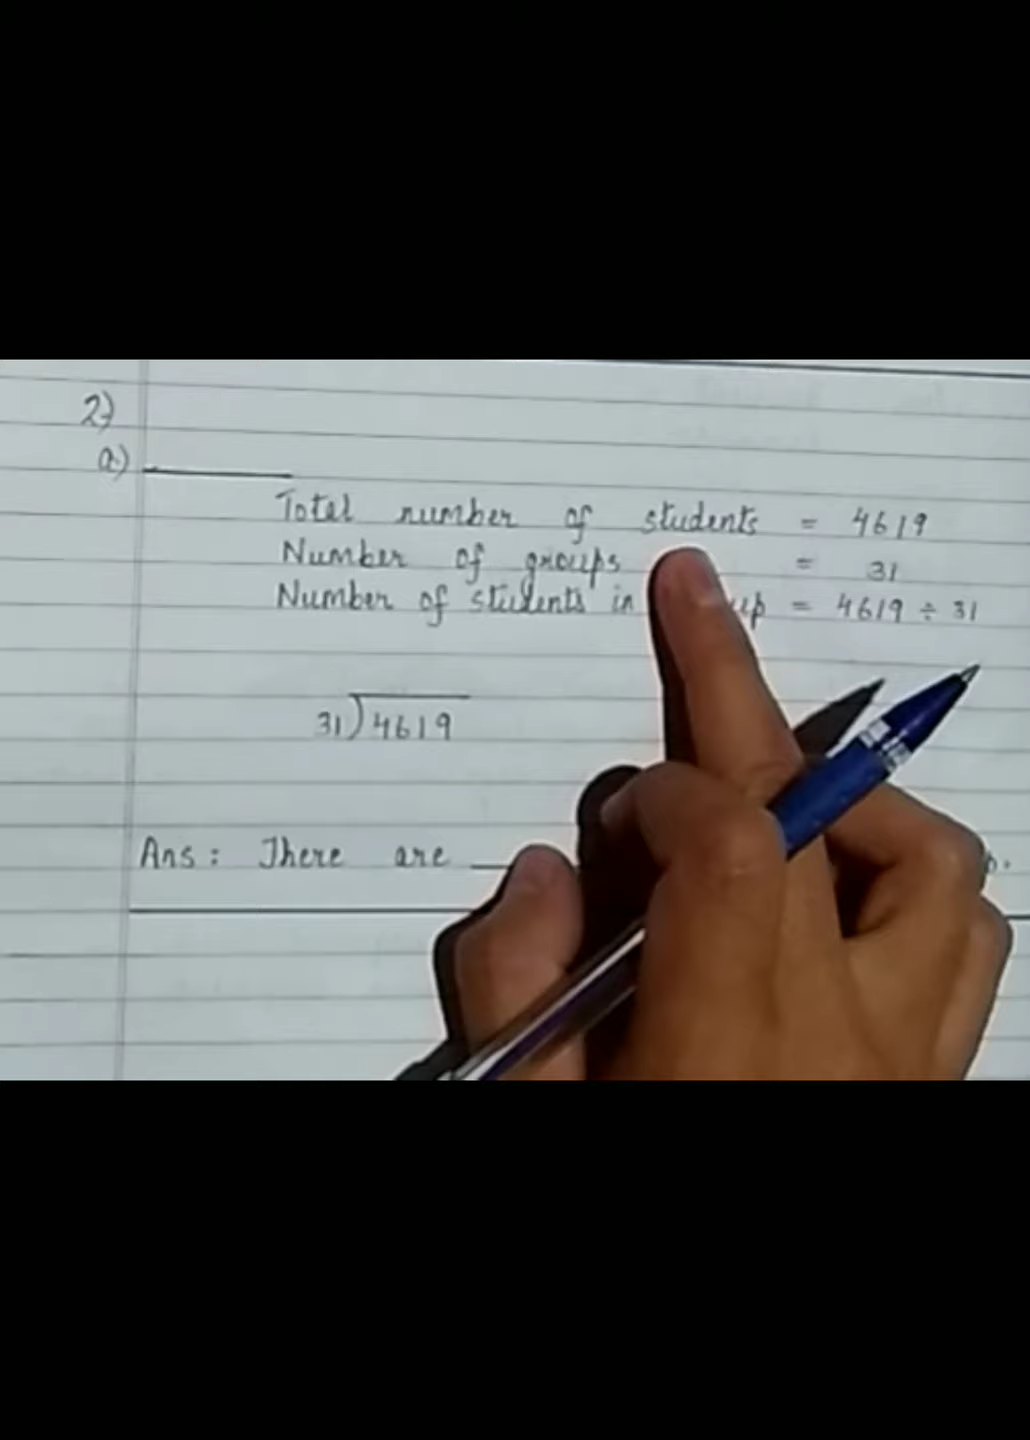 2)
a)
Total number of students = 4619
Number of groups = 31
Number of students in = 4619 ÷ 31
31)4619
Ans: There are